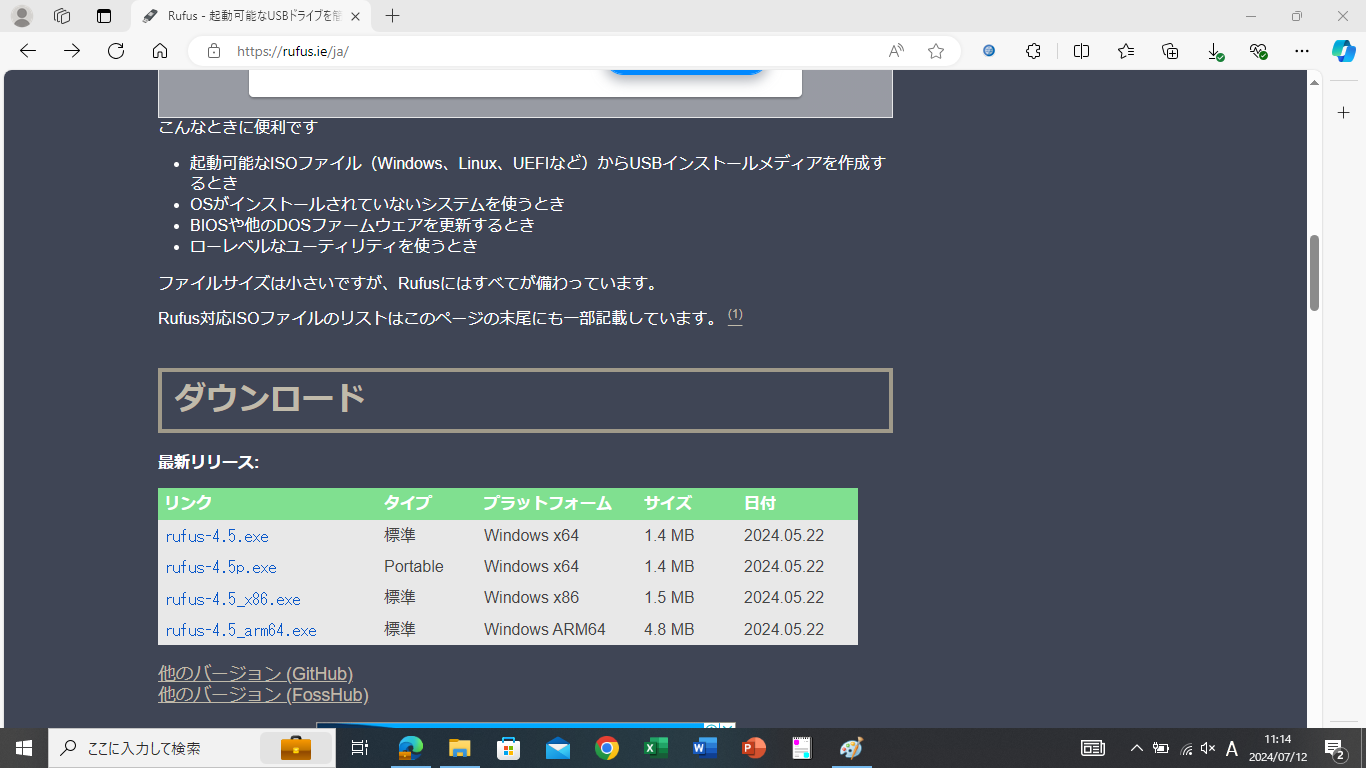 Rufus - 起動可能なUSBドライブを簡
https://rufus.ie/ja/
こんなときに便利です
• 起動可能なISOファイル（Windows、Linux、UEFIなど）からUSBインストールメディアを作成す
るとき
• OSがインストールされていないシステムを使うとき
• BIOSや他のDOSファームウェアを更新するとき
• ローレベルなユーティリティを使うとき
ファイルサイズは小さいですが、Rufusにはすべてが備わっています。
Rufus対応ISOファイルのリストはこのページの末尾にも一部記載しています。 (1)
ダウンロード
最新リリース:
リンク タイプ プラットフォーム サイズ 日付
rufus-4.5.exe 標準 Windows x64 1.4 MB 2024.05.22
rufus-4.5p.exe Portable Windows x64 1.4 MB 2024.05.22
rufus-4.5_x86.exe 標準 Windows x86 1.5 MB 2024.05.22
rufus-4.5_arm64.exe 標準 Windows ARM64 4.8 MB 2024.05.22
他のバージョン (GitHub)
他のバージョン (FossHub)
ここに入力して検索
A
11:14
2024/07/12
2